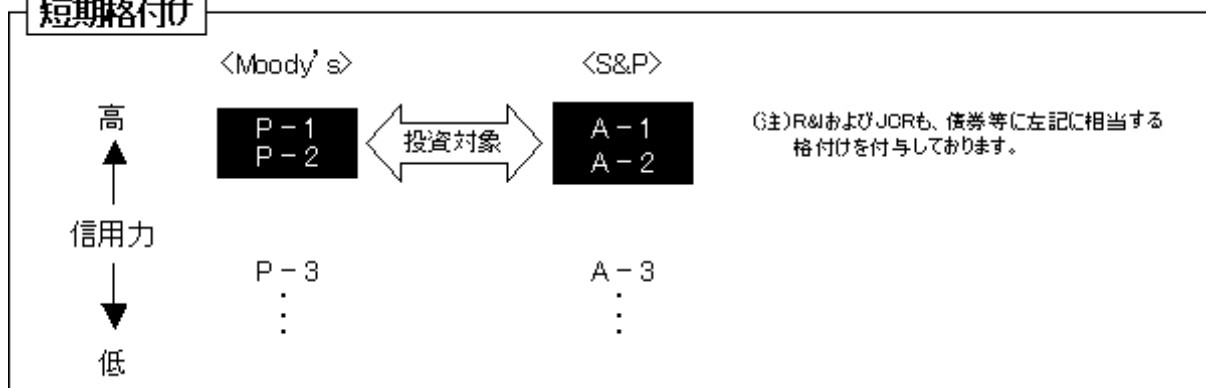 短期格付け
<Moody's> <S&P>
高
P-1 A-1
P-2 A-2
投資対象
(注)R&IおよびJCRも、債券等に左記に相当する
格付けを付与しております。
信用力
P-3 A-3
低